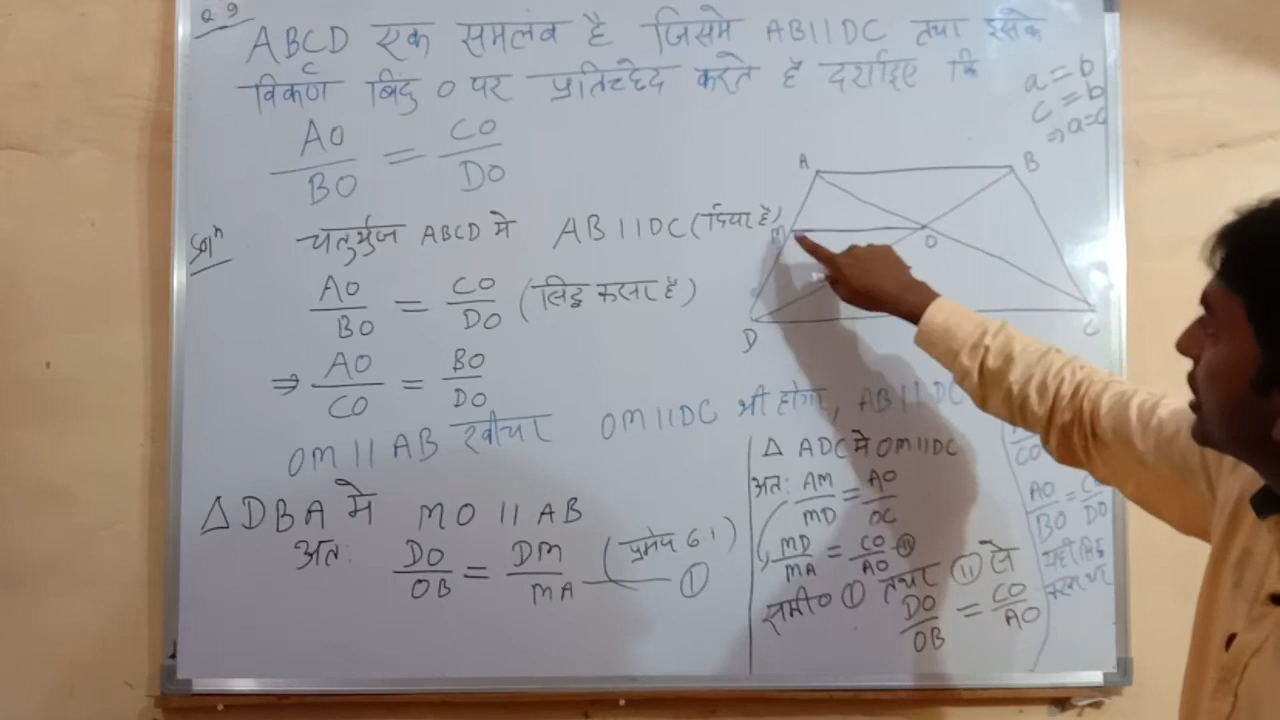 Q.9
ABCD एक समलंब है जिसमे AB||DC तथा इसके
विकर्ण बिंदु O पर प्रतिच्छेद करते है दर्शाइए कि
AO/BO = CO/DO
a=b
c=b
⇒a=c
A B
M O
D C
Solⁿ चतुर्भुज ABCD मे AB||DC (दिया है)
AO/BO = CO/DO (सिद्ध करना है)
⇒ AO/CO = BO/DO
OM||AB खींचा OM||DC भी होगा, AB||DC
△DBA मे MO||AB
अतः DO/OB = DM/MA (प्रमेय 6.1) ①
△ADC मे OM||DC
अतः AM/MD = AO/OC
MD/MA = CO/AO ⑪
समी० ① तथा ⑪ से
DO/OB = CO/AO
CO
AO/BO = CO/DO
यही सिद्ध
करना था